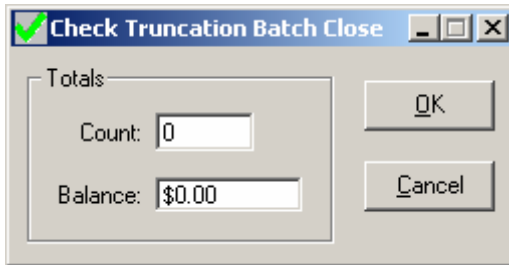 Check Truncation Batch Close
Totals
Count: 0
Balance: $0.00
OK
Cancel